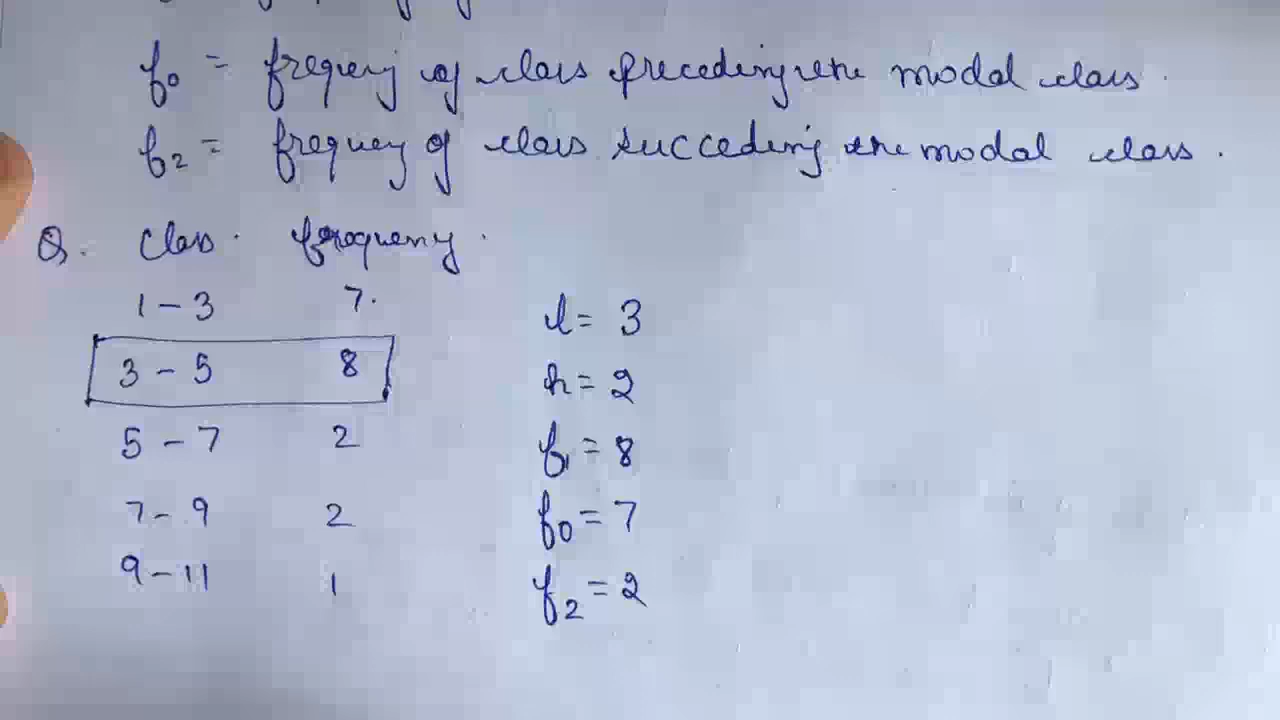 f0 = frequency of class preceding the modal class.
f2 = frequency of class succeding the modal class.
Q. Class. frequency.
1 - 3 7.
3 - 5 8
5 - 7 2
7 - 9 2
9 - 11 1
l = 3
h = 2
f1 = 8
f0 = 7
f2 = 2